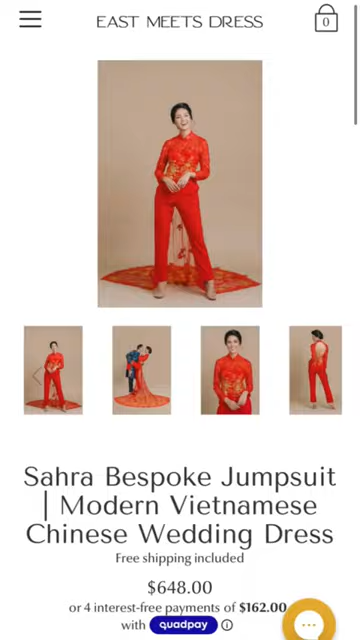 EAST MEETS DRESS
0
Sahra Bespoke Jumpsuit
| Modern Vietnamese
Chinese Wedding Dress
Free shipping included
$648.00
or 4 interest-free payments of $162.00
with quadpay ⓘ